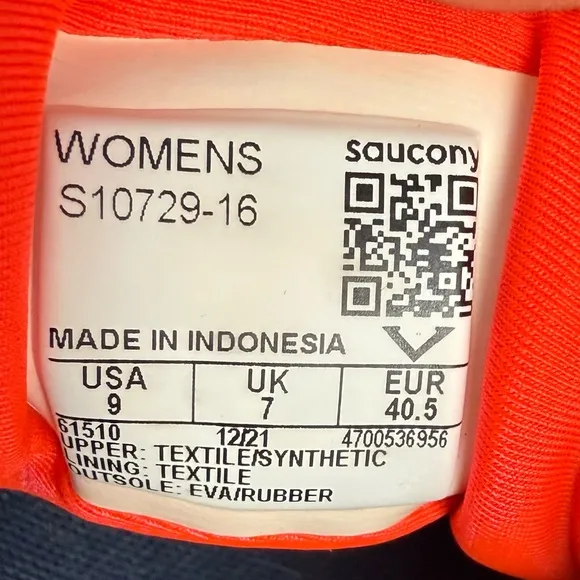 WOMENS
saucony
S10729-16
MADE IN INDONESIA
USA UK EUR
9 7 40.5
61510 12/21 4700536956
UPPER: TEXTILE/SYNTHETIC
LINING: TEXTILE
OUTSOLE: EVA/RUBBER